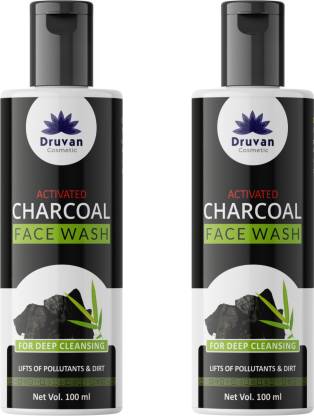 Druvan
Cosmetic
ACTIVATED
CHARCOAL
FACE WASH
FOR DEEP CLEANSING
LIFTS OF POLLUTANTS & DIRT
Net Vol. 100 ml
Druvan
Cosmetic
ACTIVATED
CHARCOAL
FACE WASH
FOR DEEP CLEANSING
LIFTS OF POLLUTANTS & DIRT
Net Vol. 100 ml